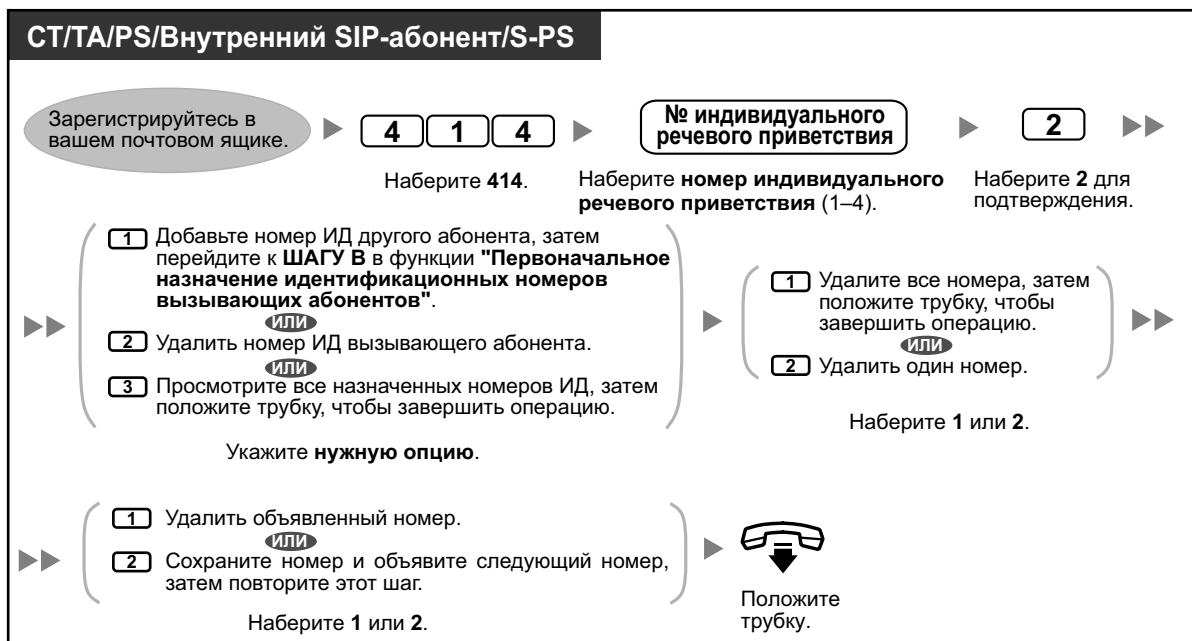 CT/TA/PS/Внутренний SIP-абонент/S-PS
Зарегистрируйтесь в
вашем почтовом ящике.
4 1 4
Наберите 414.
№ индивидуального
речевого приветствия
Наберите номер индивидуального
речевого приветствия (1–4).
2
Наберите 2 для
подтверждения.
1 Добавьте номер ИД другого абонента, затем
перейдите к ШАГУ В в функции "Первоначальное
назначение идентификационных номеров
вызывающих абонентов".
ИЛИ
2 Удалить номер ИД вызывающего абонента.
ИЛИ
3 Просмотрите все назначенных номеров ИД, затем
положите трубку, чтобы завершить операцию.
Укажите нужную опцию.
1 Удалите все номера, затем
положите трубку, чтобы
завершить операцию.
ИЛИ
2 Удалить один номер.
Наберите 1 или 2.
1 Удалить объявленный номер.
ИЛИ
2 Сохраните номер и объявите следующий номер,
затем повторите этот шаг.
Наберите 1 или 2.
Положите
трубку.